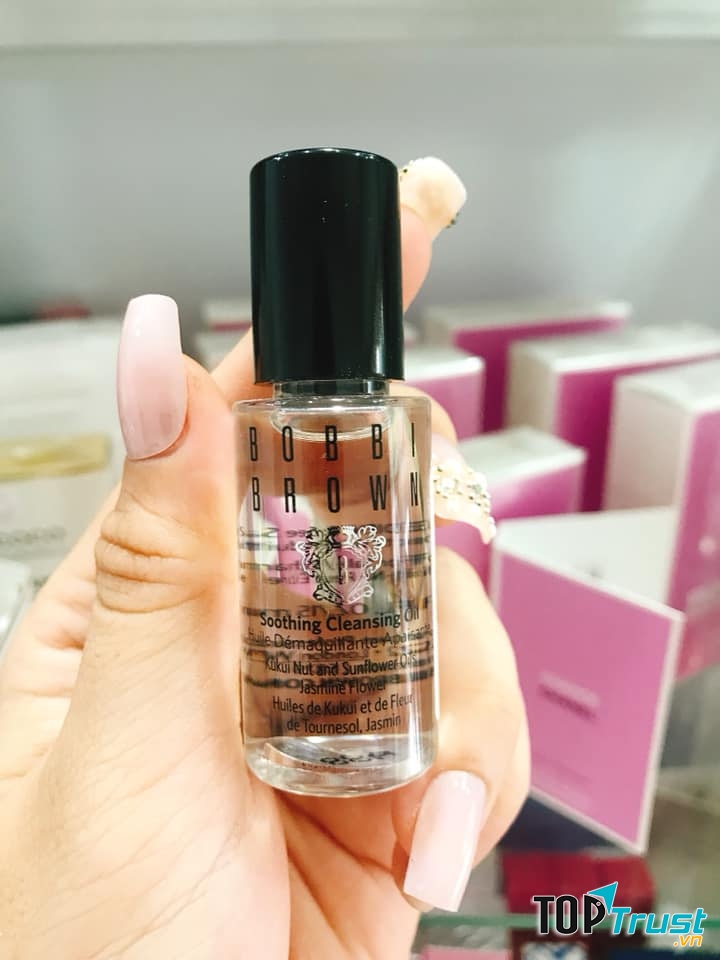 BOBBI
BROWN
Soothing Cleansing Oil
Huile Démaquillante Apaisante
Kukui Nut and Sunflower Oils,
Jasmine Flower
Huiles de Kukui et de Fleur
de Tournesol, Jasmin
TOPTrust
.vn